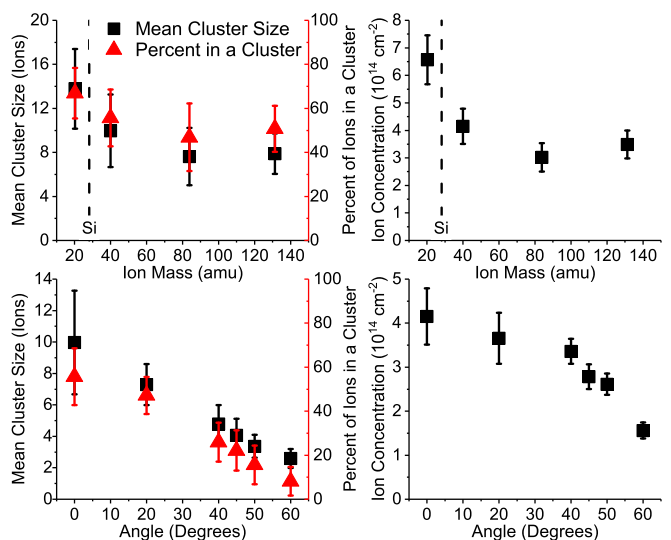 Mean Cluster Size
Percent in a Cluster
Mean Cluster Size (Ions)
20
16
12
8
4
0
100
80
60
40
20
0
Percent of Ions in a Cluster
Si
20 40 60 80 100 120 140
Ion Mass (amu)
Ion Concentration (10¹⁴ cm⁻²)
8
7
6
5
4
3
2
1
0
Si
20 40 60 80 100 120 140
Ion Mass (amu)
Mean Cluster Size (Ions)
14
12
10
8
6
4
2
0
100
80
60
40
20
0
Percent of Ions in a Cluster
0 10 20 30 40 50 60
Angle (Degrees)
Ion Concentration (10¹⁴ cm⁻²)
5
4
3
2
1
0
0 10 20 30 40 50 60
Angle (Degrees)